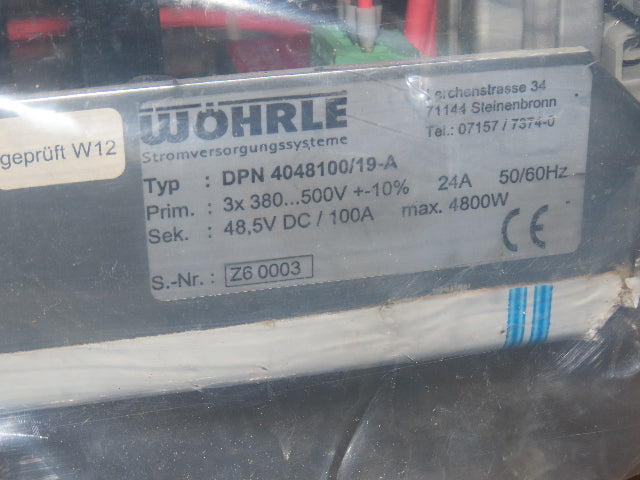 geprüft W12
WÖHRLE
Stromversorgungssysteme
Lerchenstrasse 34
71144 Steinenbronn
Tel.: 07157 / 7374-0
Typ : DPN 4048100/19-A
Prim. : 3x 380...500V +-10% 24A 50/60Hz
Sek. : 48,5V DC / 100A max. 4800W
CE
S.-Nr.: Z6 0003